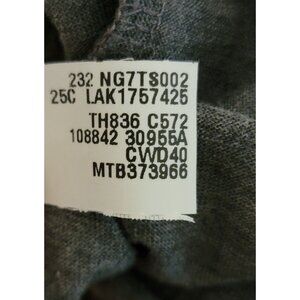 232 NG7TS002
25C LAK1757425
TH836 C572
108842 30955A
CWD40
MTB373966